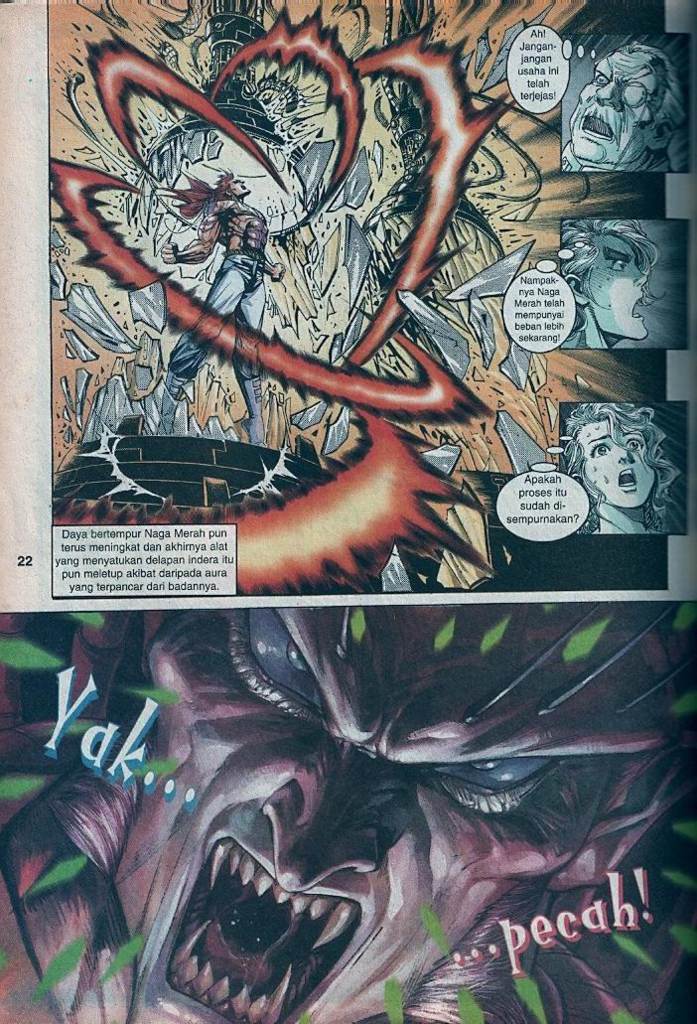 Ah!
Jangan-
jangan
usaha ini
telah
terjejas!
Nampak-
nya Naga
Merah telah
mempunyai
beban lebih
sekarang!
Apakah
proses itu
sudah di-
sempurnakan?
Daya bertempur Naga Merah pun
terus meningkat dan akhirnya alat
yang menyatukan delapan indera itu
pun meletup akibat daripada aura
yang terpancar dari badannya.
22
Yak...
...pecah!